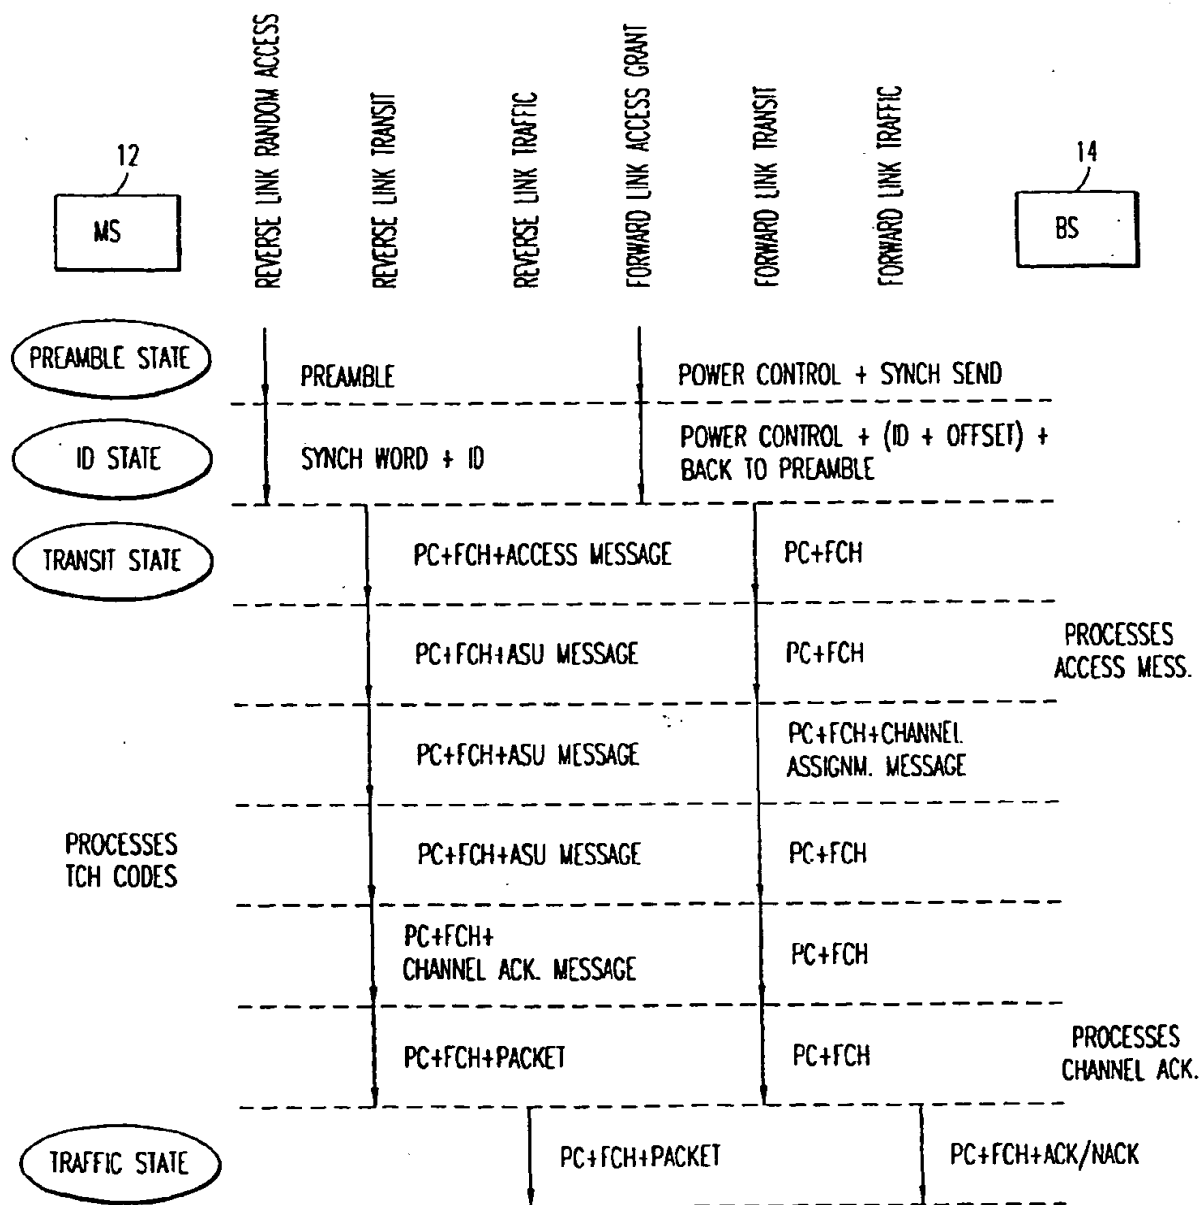 REVERSE LINK RANDOM ACCESS
REVERSE LINK TRANSIT
REVERSE LINK TRAFFIC
FORWARD LINK ACCESS GRANT
FORWARD LINK TRANSIT
FORWARD LINK TRAFFIC
12
MS
14
BS
PREAMBLE STATE
PREAMBLE
POWER CONTROL + SYNCH SEND
ID STATE
SYNCH WORD + ID
POWER CONTROL + (ID + OFFSET) +
BACK TO PREAMBLE
TRANSIT STATE
PC+FCH+ACCESS MESSAGE
PC+FCH
PC+FCH+ASU MESSAGE
PC+FCH
PROCESSES
ACCESS MESS.
PC+FCH+ASU MESSAGE
PC+FCH+CHANNEL
ASSIGNM. MESSAGE
PROCESSES
TCH CODES
PC+FCH+ASU MESSAGE
PC+FCH
PC+FCH+
CHANNEL ACK. MESSAGE
PC+FCH
PC+FCH+PACKET
PC+FCH
PROCESSES
CHANNEL ACK.
TRAFFIC STATE
PC+FCH+PACKET
PC+FCH+ACK/NACK